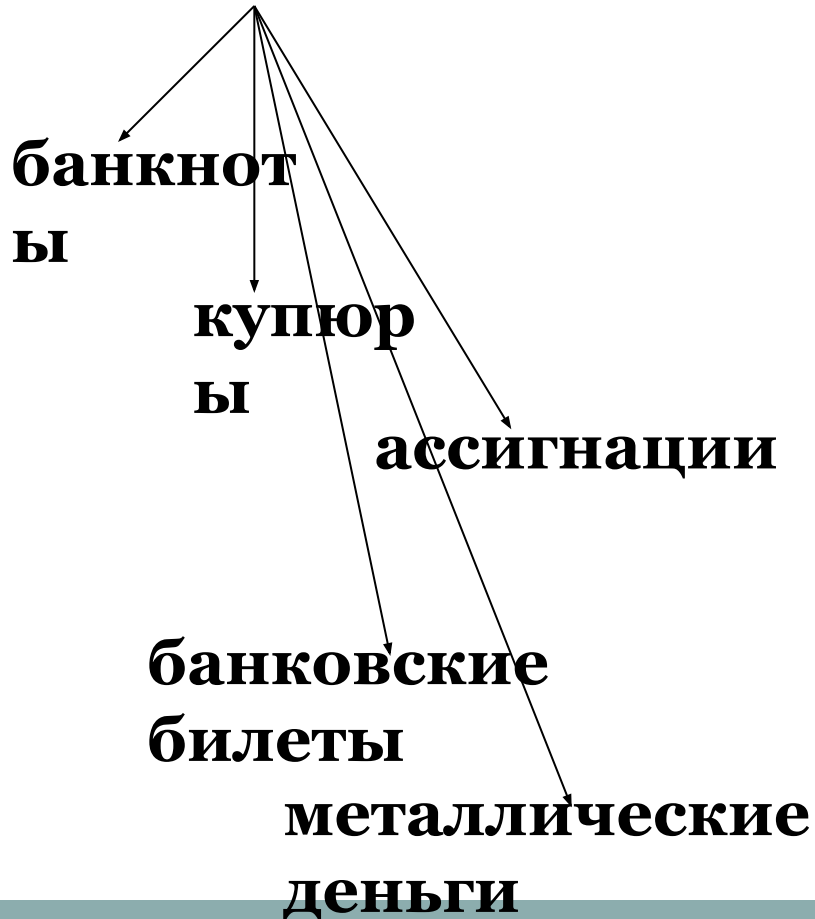 банкнот
ы
купюр
ы
ассигнации
банковские
билеты
металлические
деньги